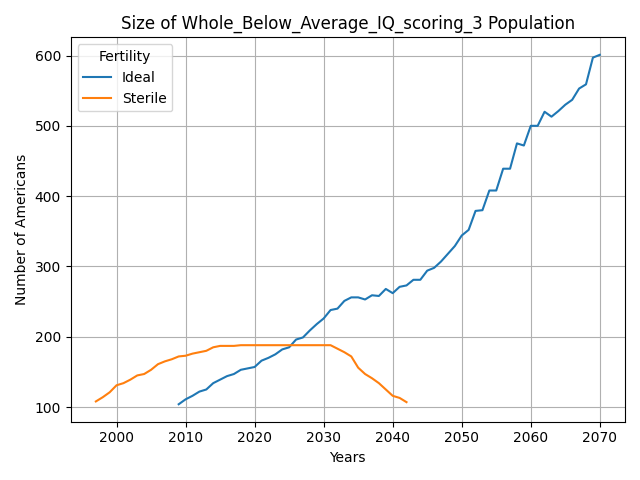 Size of Whole_Below_Average_IQ_scoring_3 Population
Fertility
Ideal
Sterile
Number of Americans
600
500
400
300
200
100
2000
2010
2020
2030
2040
2050
2060
2070
Years